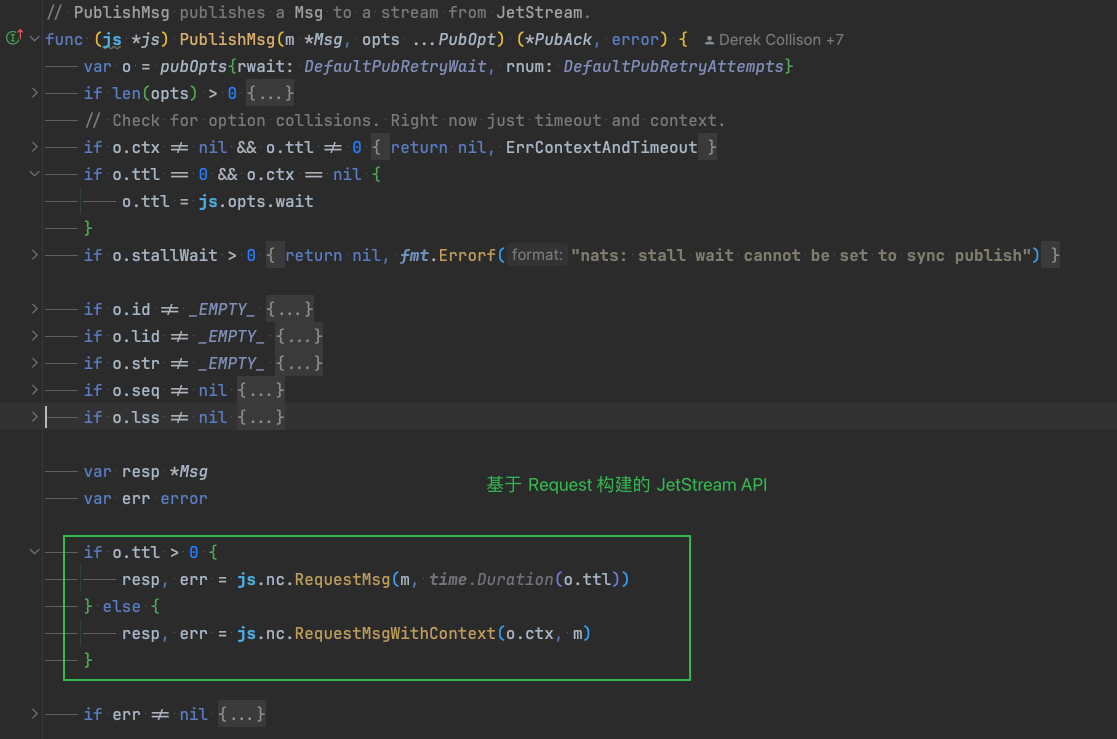 // PublishMsg publishes a Msg to a stream from JetStream.
func (js *js) PublishMsg(m *Msg, opts ...PubOpt) (*PubAck, error) { Derek Collison +7
var o = pubOpts{rwait: DefaultPubRetryWait, rnum: DefaultPubRetryAttempts}
if len(opts) > 0 {...}
// Check for option collisions. Right now just timeout and context.
if o.ctx ≠ nil && o.ttl ≠ 0 { return nil, ErrContextAndTimeout }
if o.ttl == 0 && o.ctx == nil {
o.ttl = js.opts.wait
}
if o.stallWait > 0 { return nil, fmt.Errorf( format: "nats: stall wait cannot be set to sync publish") }
if o.id ≠ _EMPTY_ {...}
if o.lid ≠ _EMPTY_ {...}
if o.str ≠ _EMPTY_ {...}
if o.seq ≠ nil {...}
if o.lss ≠ nil {...}
var resp *Msg
基于 Request 构建的 JetStream API
var err error
if o.ttl > 0 {
resp, err = js.nc.RequestMsg(m, time.Duration(o.ttl))
} else {
resp, err = js.nc.RequestMsgWithContext(o.ctx, m)
}
if err ≠ nil {...}